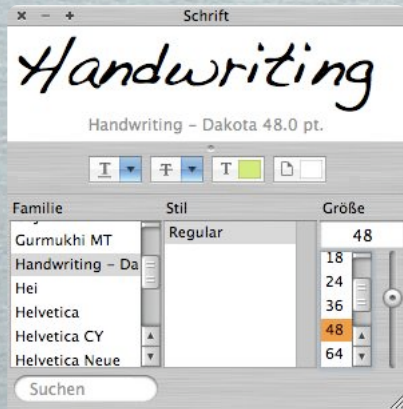 Schrift
Handwriting
Handwriting – Dakota 48.0 pt.
T T T
Familie Stil Größe
Gurmukhi MT
Handwriting – Da
Hei
Helvetica
Helvetica CY
Helvetica Neue
Regular
48
18
24
36
48
64
Suchen